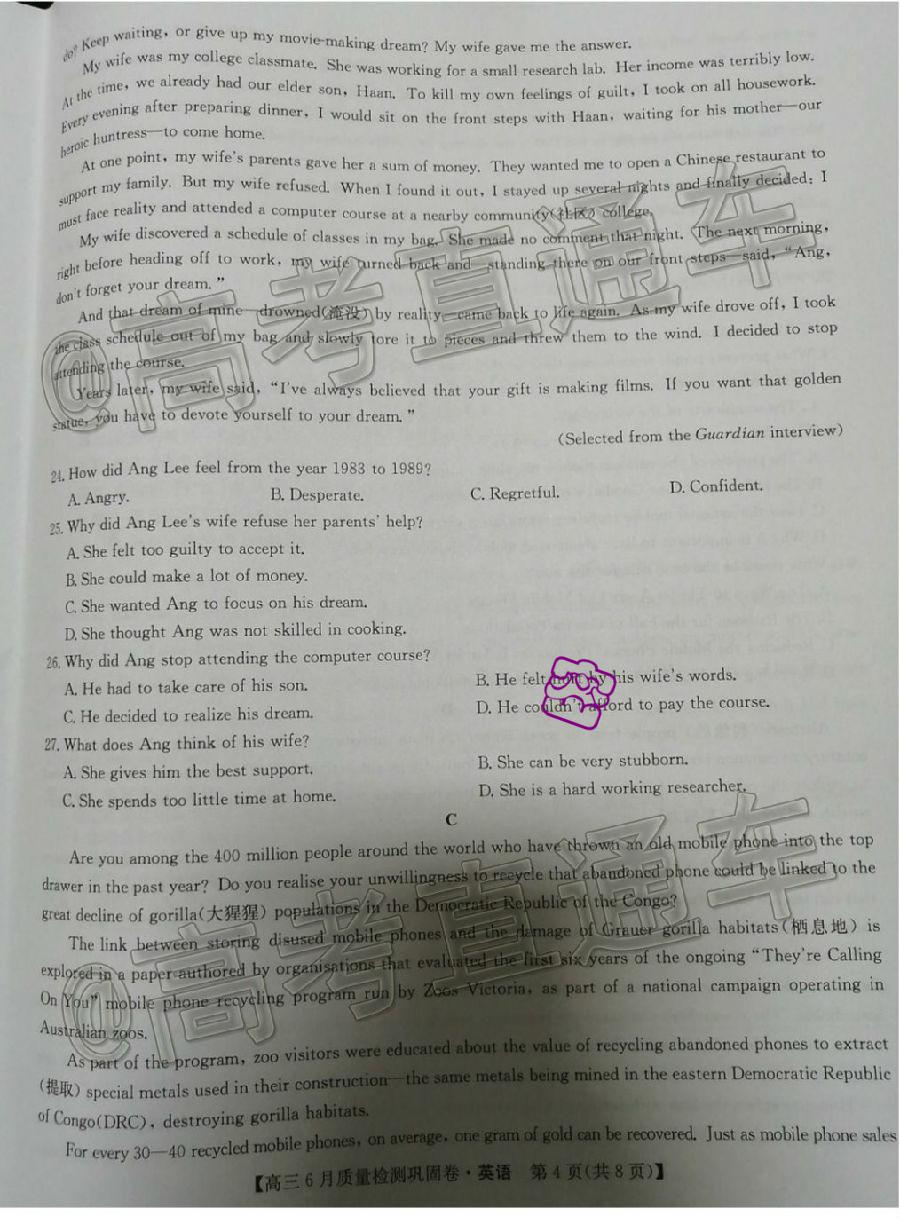 do? Keep waiting, or give up my movie-making dream? My wife gave me the answer.
My wife was my college classmate. She was working for a small research lab. Her income was terribly low.
At the time, we already had our elder son, Haan. To kill my own feelings of guilt, I took on all housework.
Every evening after preparing dinner, I would sit on the front steps with Haan, waiting for his mother—our
heroic huntress—to come home.
At one point, my wife's parents gave her a sum of money. They wanted me to open a Chinese restaurant to
support my family. But my wife refused. When I found it out, I stayed up several nights and finally decided: I
must face reality and attended a computer course at a nearby community(社区) college.
My wife discovered a schedule of classes in my bag. She made no comment that night. The next morning,
right before heading off to work, my wife turned back and—standing there on our front steps—said, "Ang,
don't forget your dream."
And that dream of mine—drowned(淹没) by reality—came back to life again. As my wife drove off, I took
the class schedule out of my bag and slowly tore it to pieces and threw them to the wind. I decided to stop
attending the course.
Years later, my wife said, "I've always believed that your gift is making films. If you want that golden
statue, you have to devote yourself to your dream."
(Selected from the Guardian interview)
24. How did Ang Lee feel from the year 1983 to 1989?
A. Angry. B. Desperate. C. Regretful. D. Confident.
25. Why did Ang Lee's wife refuse her parents' help?
A. She felt too guilty to accept it.
B. She could make a lot of money.
C. She wanted Ang to focus on his dream.
D. She thought Ang was not skilled in cooking.
26. Why did Ang stop attending the computer course?
A. He had to take care of his son. B. He felt by his wife's words.
C. He decided to realize his dream. D. He couldn't afford to pay the course.
27. What does Ang think of his wife?
A. She gives him the best support. B. She can be very stubborn.
C. She spends too little time at home. D. She is a hard working researcher.
C
Are you among the 400 million people around the world who have thrown an old mobile phone into the top
drawer in the past year? Do you realise your unwillingness to recycle that abandoned phone could be linked to the
great decline of gorilla(大猩猩) populations in the Democratic Republic of the Congo?
The link between storing disused mobile phones and the damage of Grauer gorilla habitats(栖息地) is
explored in a paper authored by organisations that evaluated the first six years of the ongoing "They're Calling
On You" mobile phone recycling program run by Zoos Victoria, as part of a national campaign operating in
Australian zoos.
As part of the program, zoo visitors were educated about the value of recycling abandoned phones to extract
(提取) special metals used in their construction—the same metals being mined in the eastern Democratic Republic
of Congo(DRC), destroying gorilla habitats.
For every 30—40 recycled mobile phones, on average, one gram of gold can be recovered. Just as mobile phone sales
【高三6月质量检测巩固卷·英语 第4页(共8页)】
@高考直通车
@高考直通车